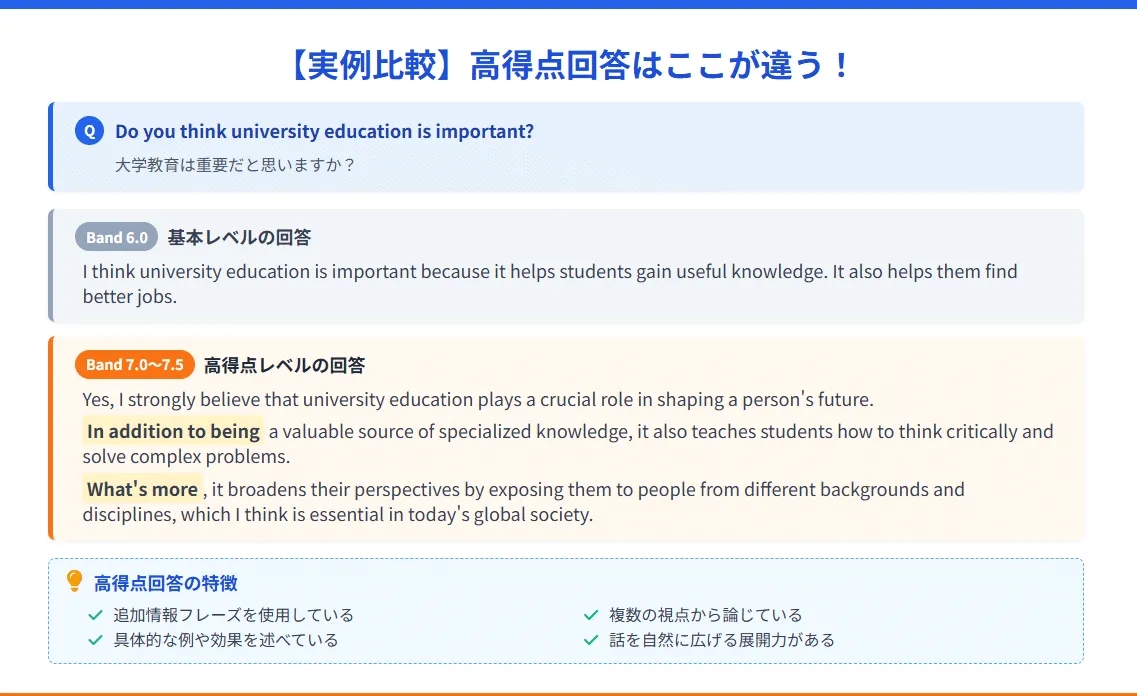 【実例比較】高得点回答はここが違う！
Q Do you think university education is important?
大学教育は重要だと思いますか？
Band 6.0 基本レベルの回答
I think university education is important because it helps students gain useful knowledge. It also helps them find
better jobs.
Band 7.0〜7.5 高得点レベルの回答
Yes, I strongly believe that university education plays a crucial role in shaping a person's future.
In addition to being a valuable source of specialized knowledge, it also teaches students how to think critically and
solve complex problems.
What's more , it broadens their perspectives by exposing them to people from different backgrounds and
disciplines, which I think is essential in today's global society.
高得点回答の特徴
追加情報フレーズを使用している
複数の視点から論じている
具体的な例や効果を述べている
話を自然に広げる展開力がある